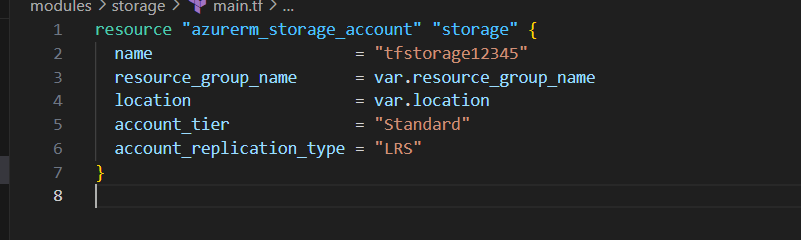 modules > storage > main.tf > ...
1 resource "azurerm_storage_account" "storage" {
2   name                     = "tfstorage12345"
3   resource_group_name      = var.resource_group_name
4   location                 = var.location
5   account_tier             = "Standard"
6   account_replication_type = "LRS"
7 }
8